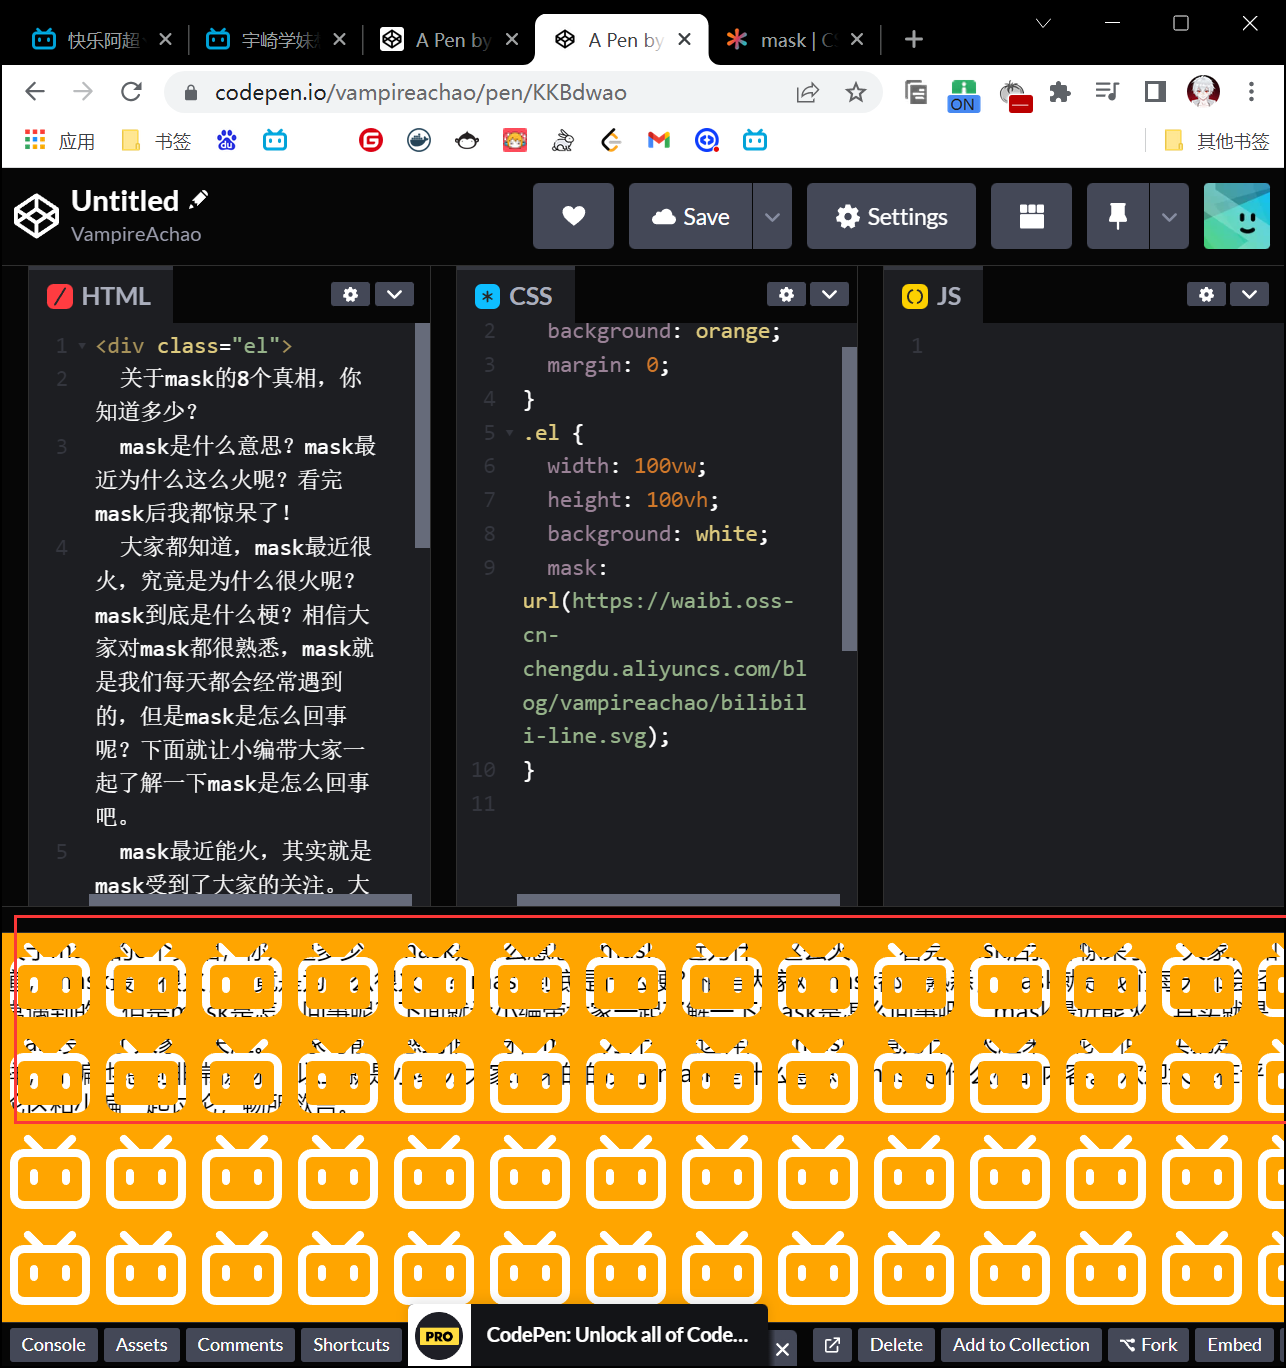 快乐阿超
宇崎学妹
A Pen by
A Pen by
mask | CS
codepen.io/vampireachao/pen/KKBdwao
ON
应用
书签
其他书签
Untitled
VampireAchao
Save
Settings
HTML
CSS
JS
1 <div class="el">
2 关于mask的8个真相，你
知道多少？
3 mask是什么意思？mask最
近为什么这么火呢？看完
mask后我都惊呆了！
4 大家都知道，mask最近很
火，究竟是为什么很火呢？
mask到底是什么梗？相信大
家对mask都很熟悉，mask就
是我们每天都会经常遇到
的，但是mask是怎么回事
呢？下面就让小编带大家一
起了解一下mask是怎么回事
吧。
5 mask最近能火，其实就是
mask受到了大家的关注。大
2 background: orange;
3 margin: 0;
4 }
5 .el {
6 width: 100vw;
7 height: 100vh;
8 background: white;
9 mask:
url(https://waibi.oss-
cn-
chengdu.aliyuncs.com/bl
og/vampireachao/bilibil
i-line.svg);
10 }
11
1
Console
Assets
Comments
Shortcuts
PRO
CodePen: Unlock all of Code...
Delete
Add to Collection
Fork
Embed